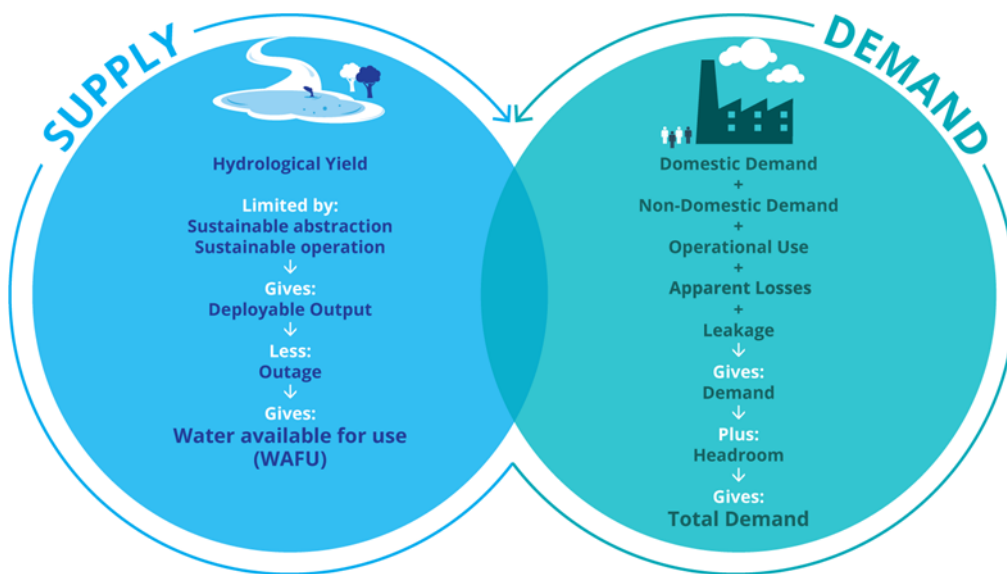 SUPPLY
Hydrological Yield
Limited by:
Sustainable abstraction
Sustainable operation
↓
Gives:
Deployable Output
↓
Less:
Outage
↓
Gives:
Water available for use
(WAFU)
DEMAND
Domestic Demand
+
Non-Domestic Demand
+
Operational Use
+
Apparent Losses
+
Leakage
↓
Gives:
Demand
↓
Plus:
Headroom
↓
Gives:
Total Demand